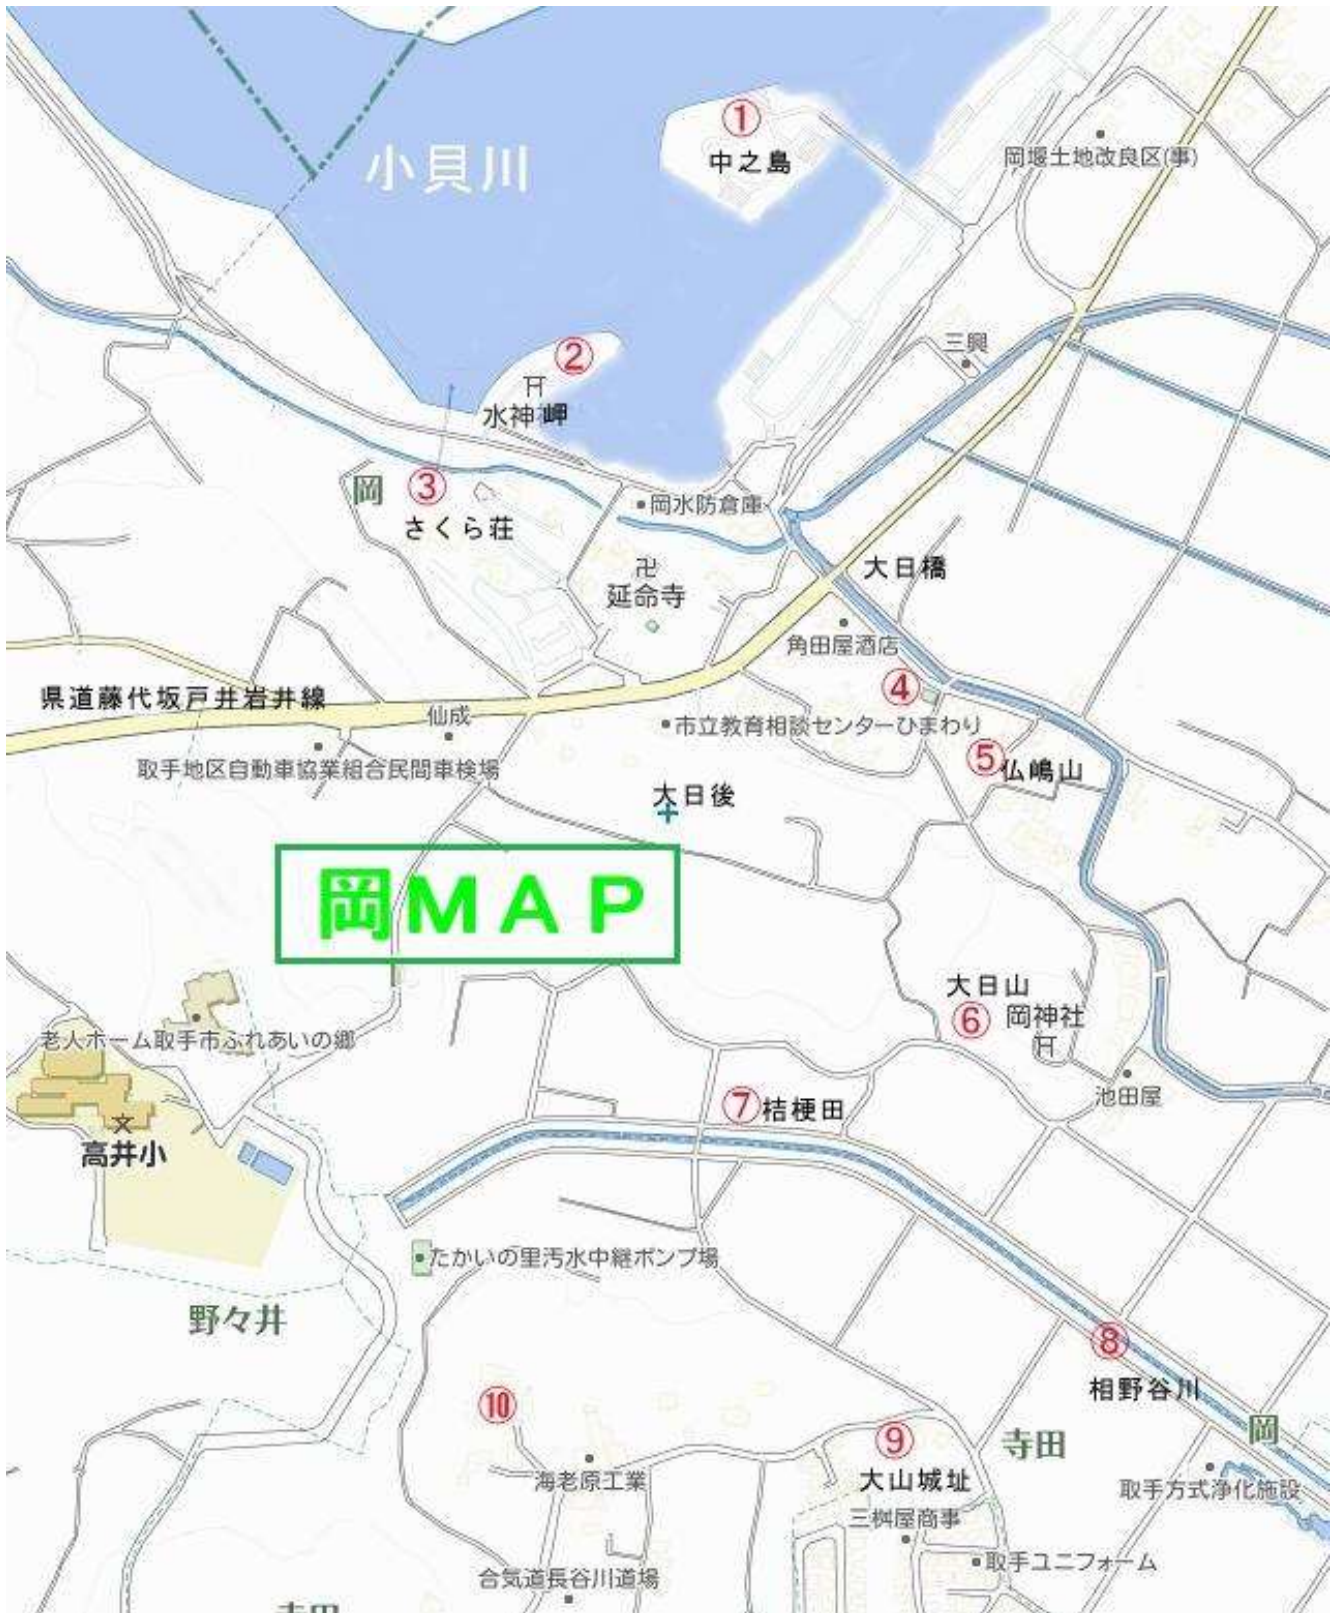 ①
中之島
岡堰土地改良区(事)
小貝川
三興
②
水神岬
岡
③
さくら荘
岡水防倉庫
大日橋
卍
延命寺
角田屋酒店
④
県道藤代坂戸井岩井線
仙成
市立教育相談センターひまわり
⑤
仏嶋山
取手地区自動車協業組合民間車検場
大日後
岡MAP
大日山
⑥
岡神社
老人ホーム取手市ふれあいの郷
池田屋
⑦
桔梗田
文
高井小
たかいの里汚水中継ポンプ場
野々井
⑧
相野谷川
⑩
岡
⑨
寺田
海老原工業
大山城址
取手方式浄化施設
三桝屋商事
取手ユニフォーム
合気道長谷川道場
寺田